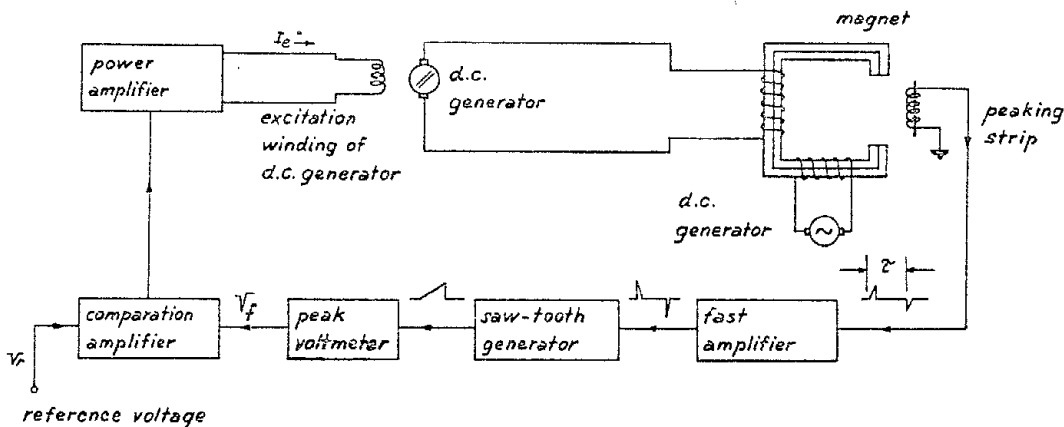 magnet
I_e
power
amplifier
d.c.
generator
excitation
winding of
d.c. generator
peaking
strip
d.c.
generator
~
τ
V_f
comparation
amplifier
peak
voltmeter
saw-tooth
generator
fast
amplifier
V_r
reference voltage